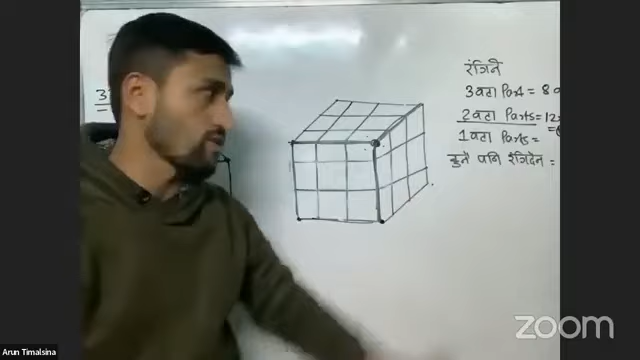 रंगिने
3 वटा Part = 8
2 वटा Parts = 12
1 वटा Parts =
कुनै पनि रंगिदैन =
zoom
Arun Timalsina